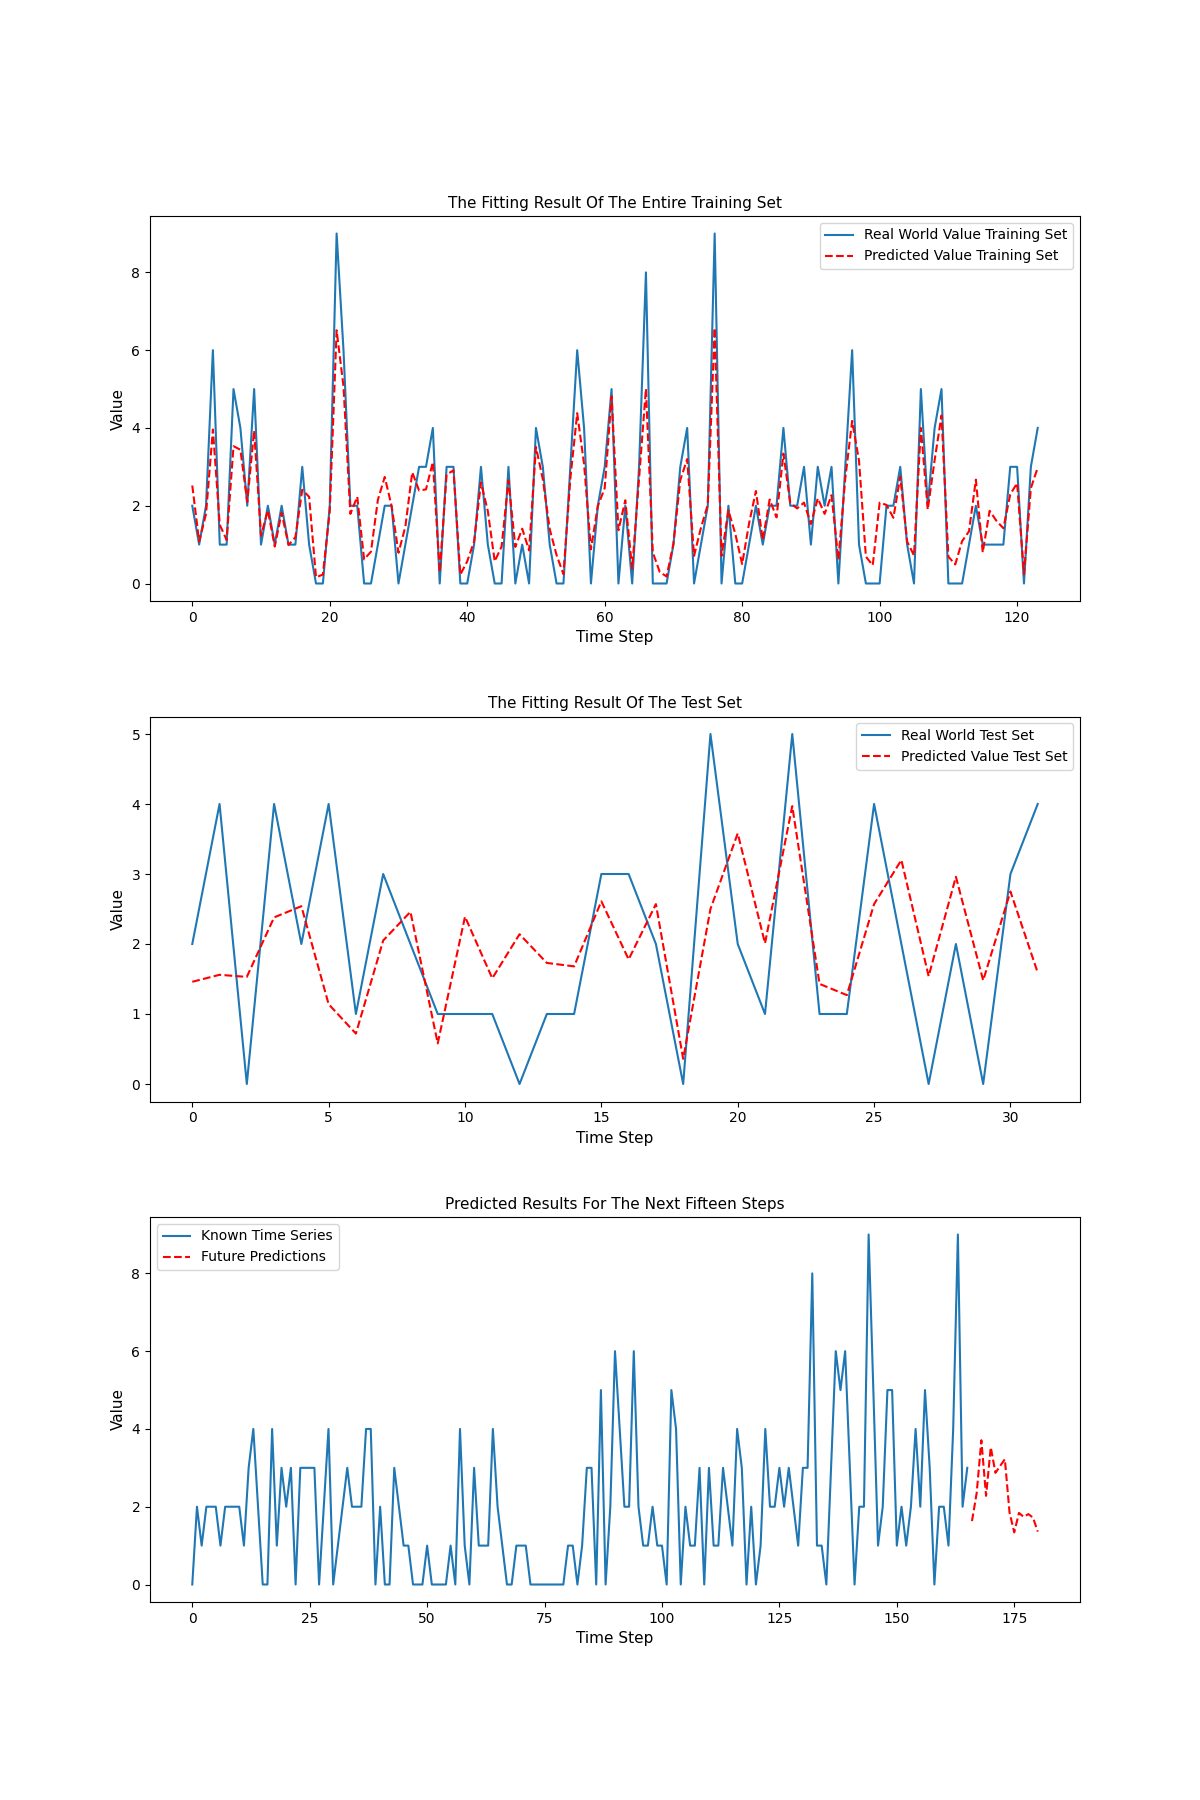 The Fitting Result Of The Entire Training Set
Real World Value Training Set
Predicted Value Training Set
Value
8
6
4
2
0
0 20 40 60 80 100 120
Time Step
The Fitting Result Of The Test Set
Real World Test Set
Predicted Value Test Set
Value
5
4
3
2
1
0
0 5 10 15 20 25 30
Time Step
Predicted Results For The Next Fifteen Steps
Known Time Series
Future Predictions
Value
8
6
4
2
0
0 25 50 75 100 125 150 175
Time Step